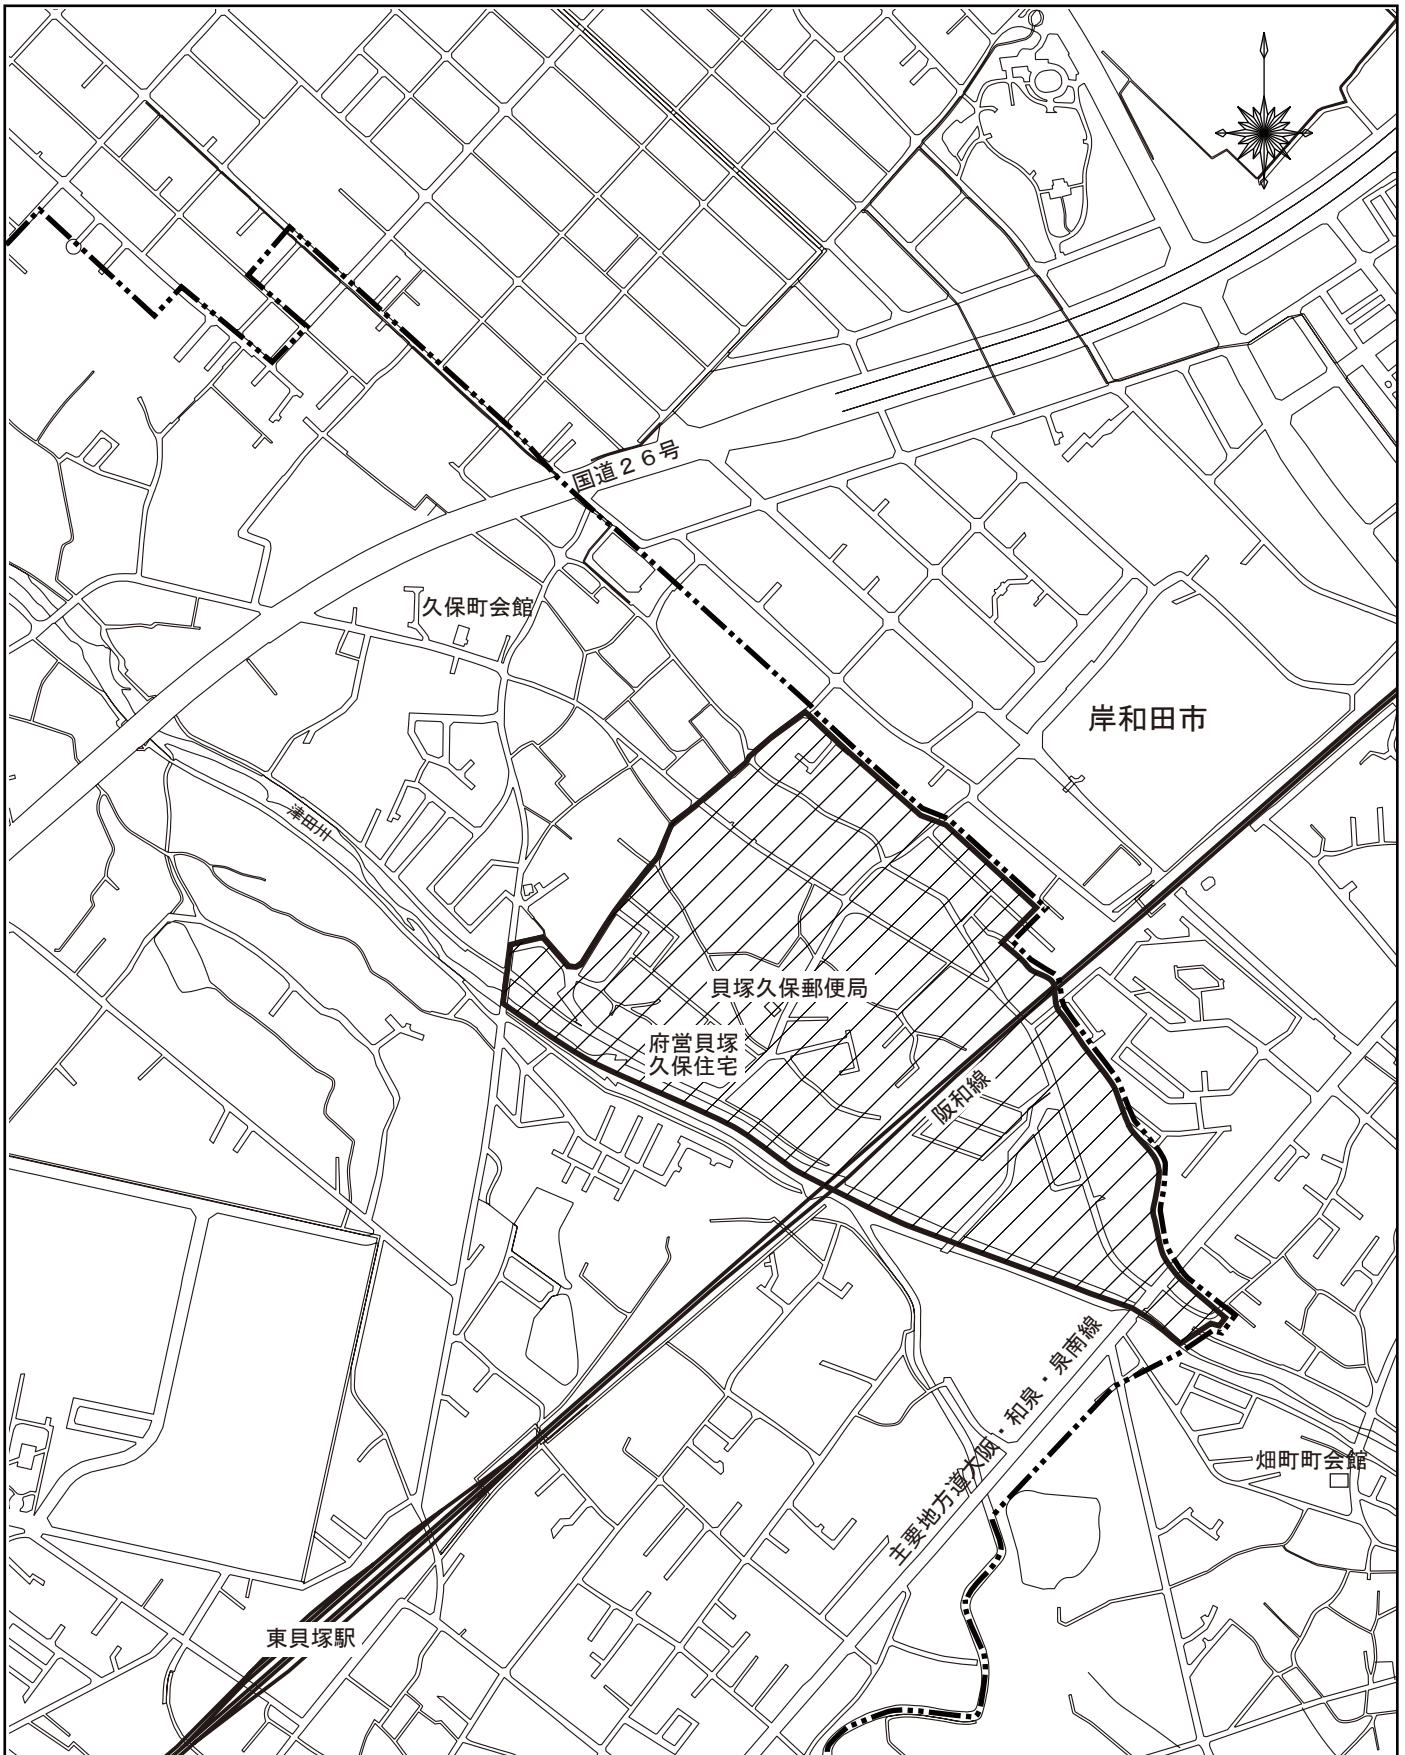 国道２６号
久保町会館
岸和田市
津田川
貝塚久保郵便局
府営貝塚
久保住宅
阪和線
主要地方道大阪・和泉・泉南線
畑町町会館
東貝塚駅